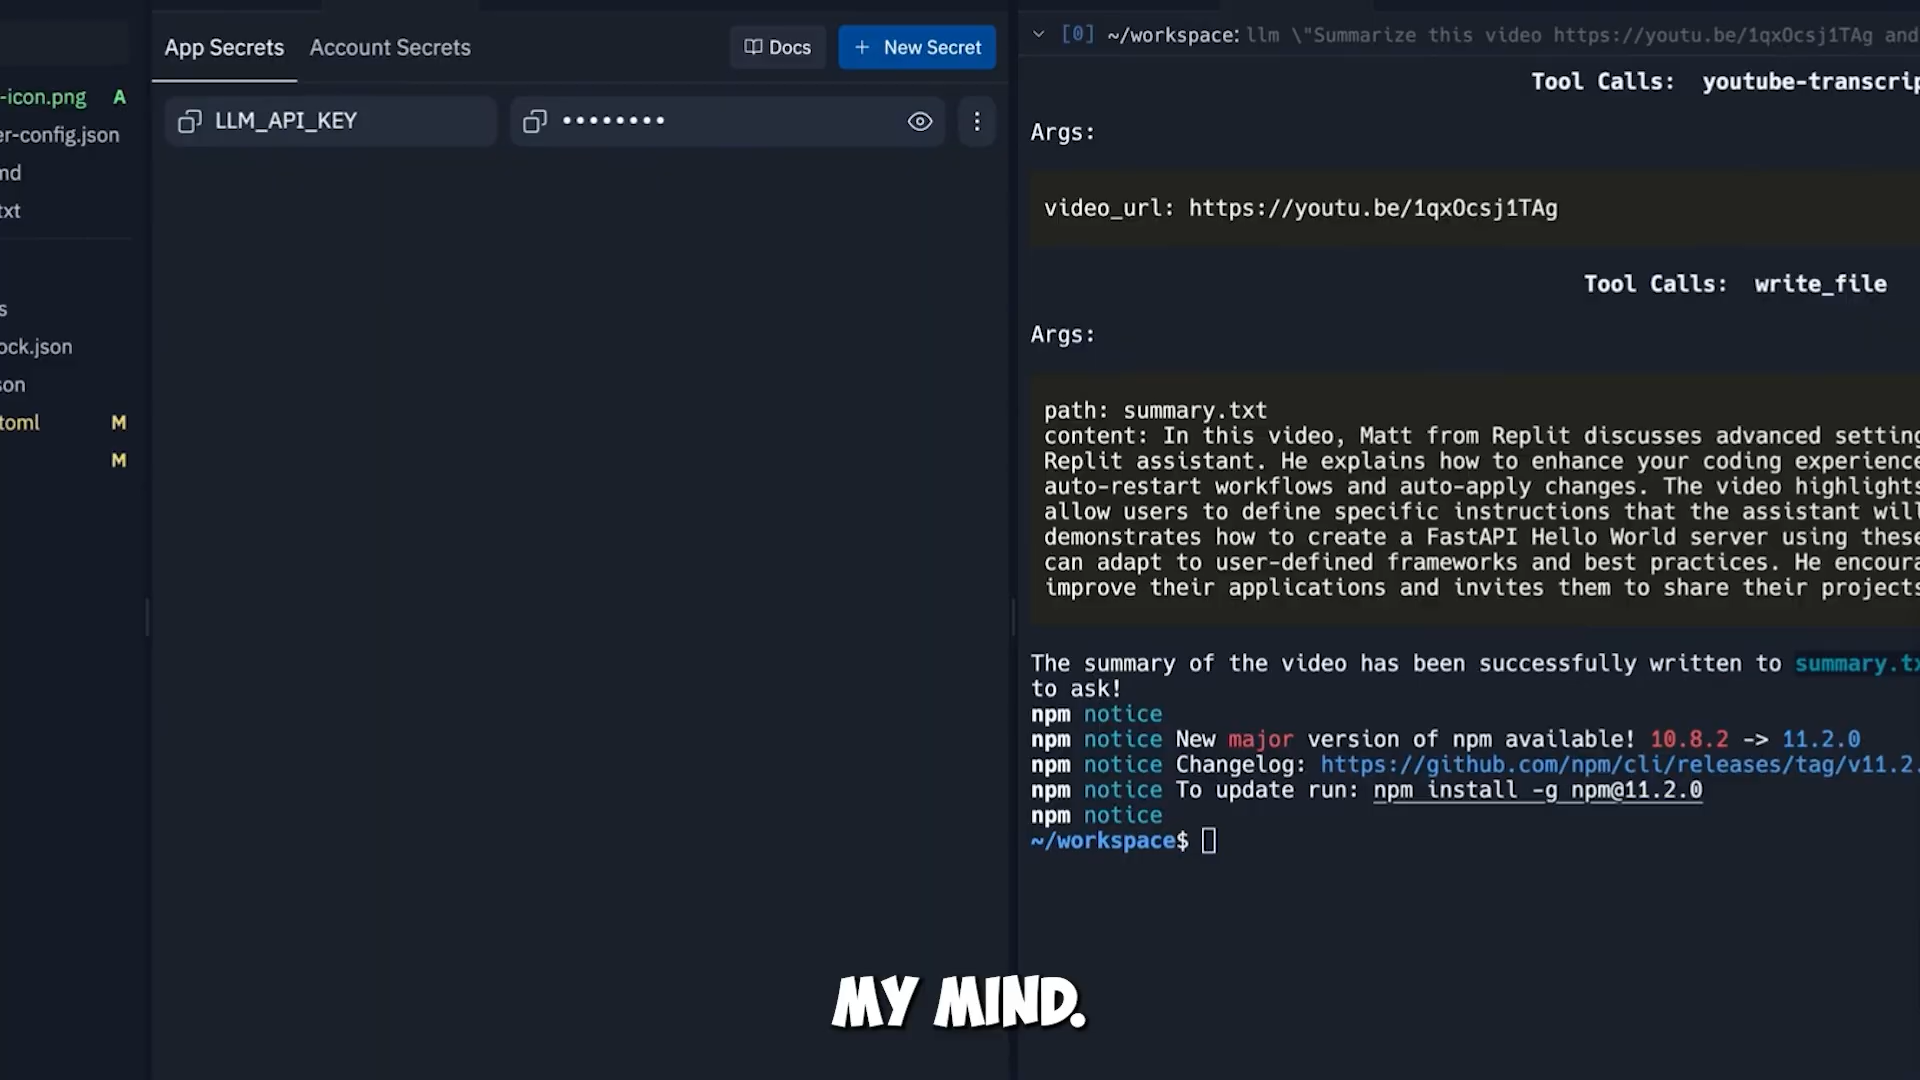 App Secrets Account Secrets Docs + New Secret
LLM_API_KEY ••••••••
-icon.png A
er-config.json
md
txt
s
ock.json
son
toml M
M
[0] ~/workspace: llm \"Summarize this video https://youtu.be/1qxOcsj1TAg and
Tool Calls: youtube-transcrip
Args:
video_url: https://youtu.be/1qxOcsj1TAg
Tool Calls: write_file
Args:
path: summary.txt
content: In this video, Matt from Replit discusses advanced setting
Replit assistant. He explains how to enhance your coding experience
auto-restart workflows and auto-apply changes. The video highlights
allow users to define specific instructions that the assistant will
demonstrates how to create a FastAPI Hello World server using these
can adapt to user-defined frameworks and best practices. He encoura
improve their applications and invites them to share their projects
The summary of the video has been successfully written to summary.tx
to ask!
npm notice
npm notice New major version of npm available! 10.8.2 -> 11.2.0
npm notice Changelog: https://github.com/npm/cli/releases/tag/v11.2.
npm notice To update run: npm install -g npm@11.2.0
npm notice
~/workspace$
MY MIND.